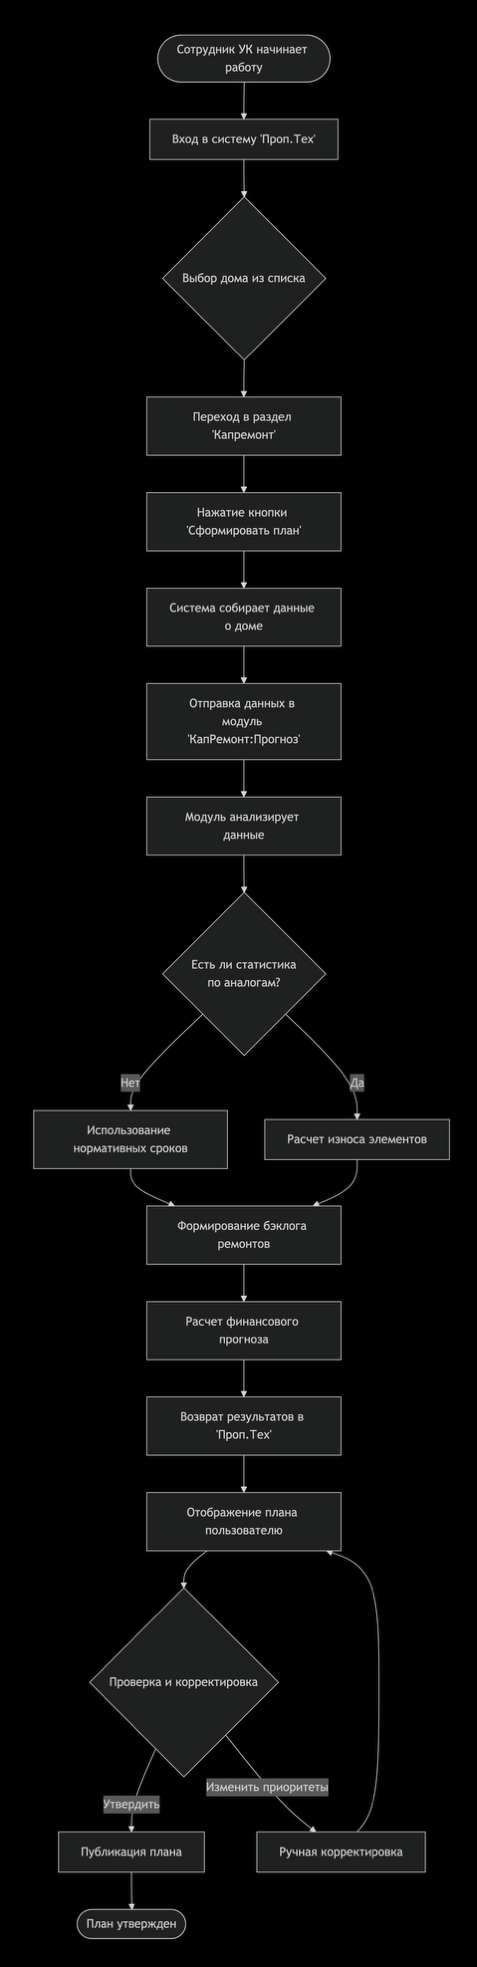 Сотрудник УК начинает
работу
Вход в систему 'Проп.Тех'
Выбор дома из списка
Переход в раздел
'Капремонт'
Нажатие кнопки
'Сформировать план'
Система собирает данные
о доме
Отправка данных в
модуль
'КапРемонт:Прогноз'
Модуль анализирует
данные
Есть ли статистика
по аналогам?
Нет
Да
Использование
нормативных сроков
Расчет износа элементов
Формирование бэклога
ремонтов
Расчет финансового
прогноза
Возврат результатов в
'Проп.Тех'
Отображение плана
пользователю
Проверка и корректировка
Изменить приоритеты
Утвердить
Публикация плана
Ручная корректировка
План утвержден